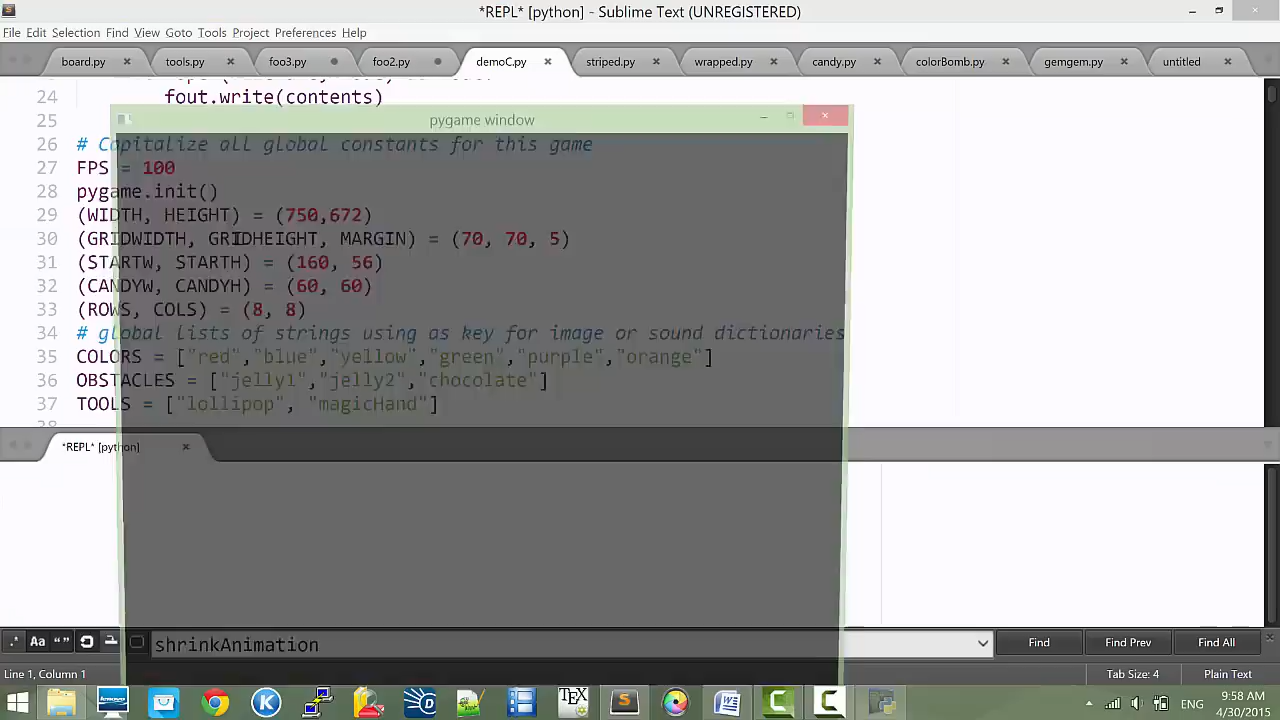 *REPL* [python] - Sublime Text (UNREGISTERED)
File Edit Selection Find View Goto Tools Project Preferences Help
board.py tools.py foo3.py foo2.py demoC.py striped.py wrapped.py candy.py colorBomb.py gemgem.py untitled
24 fout.write(contents)
25
pygame window
26 # Capitalize all global constants for this game
27 FPS = 100
28 pygame.init()
29 (WIDTH, HEIGHT) = (750,672)
30 (GRIDWIDTH, GRIDHEIGHT, MARGIN) = (70, 70, 5)
31 (STARTW, STARTH) = (160, 56)
32 (CANDYW, CANDYH) = (60, 60)
33 (ROWS, COLS) = (8, 8)
34 # global lists of strings using as key for image or sound dictionaries
35 COLORS = ["red","blue","yellow","green","purple","orange"]
36 OBSTACLES = ["jelly1","jelly2","chocolate"]
37 TOOLS = ["lollipop", "magicHand"]
*REPL* [python]
.* Aa “ ” shrinkAnimation Find Find Prev Find All
Line 1, Column 1 Tab Size: 4 Plain Text
lenovo K TEX S W C C ENG 9:58 AM
4/30/2015